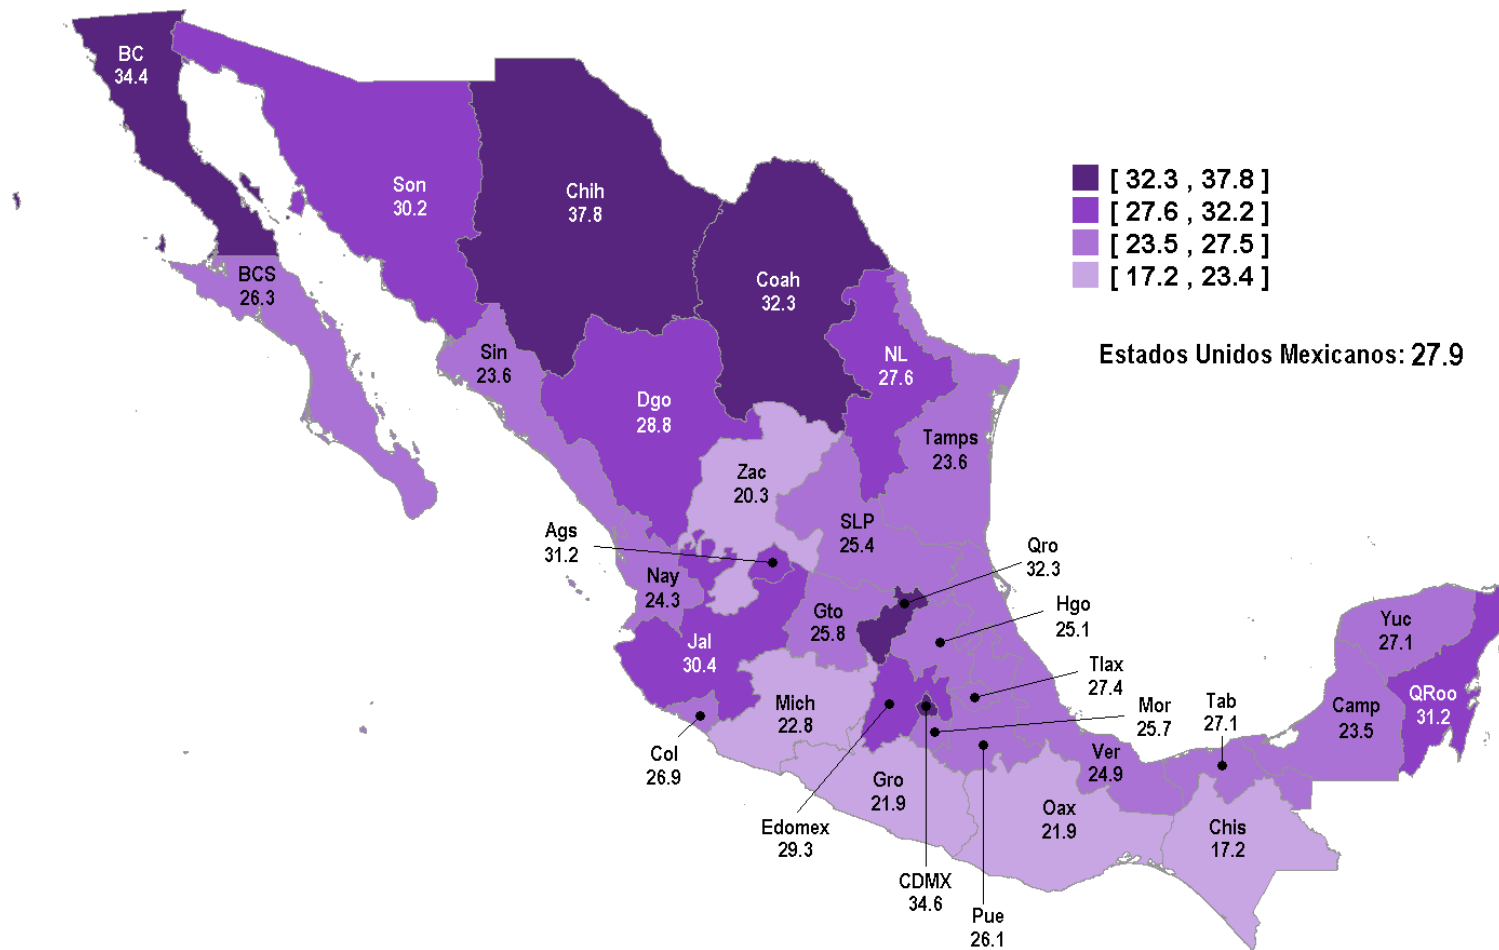 BC
34.4
Son
30.2
Chih
37.8
Coah
32.3
BCS
26.3
Sin
23.6
Dgo
28.8
NL
27.6
Tamps
23.6
Zac
20.3
SLP
25.4
Ags
31.2
Nay
24.3
Jal
30.4
Gto
25.8
Qro
32.3
Hgo
25.1
Tlax
27.4
Mor
25.7
Tab
27.1
Yuc
27.1
QRoo
31.2
Camp
23.5
Mich
22.8
Col
26.9
Edomex
29.3
Gro
21.9
CDMX
34.6
Pue
26.1
Ver
24.9
Oax
21.9
Chis
17.2
[ 32.3 , 37.8 ]
[ 27.6 , 32.2 ]
[ 23.5 , 27.5 ]
[ 17.2 , 23.4 ]
Estados Unidos Mexicanos: 27.9